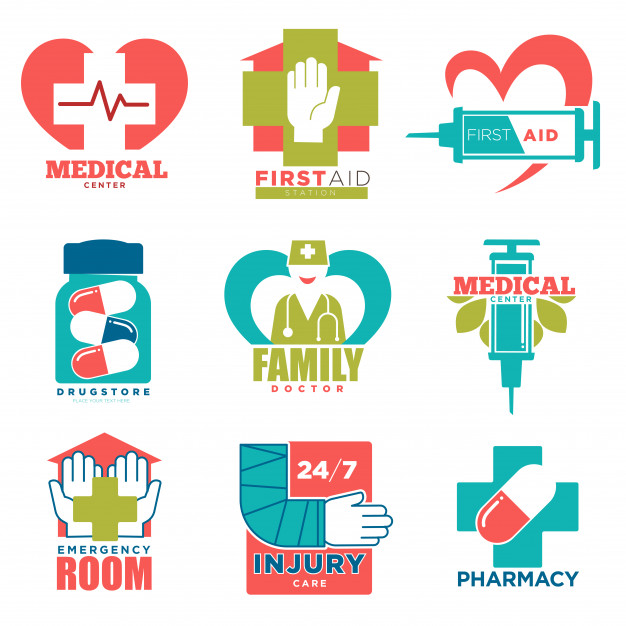 MEDICAL
CENTER
FIRST AID
STATION
FIRST AID
DRUGSTORE
PLACE YOUR TEXT HERE
FAMILY
DOCTOR
MEDICAL
CENTER
EMERGENCY
ROOM
24/7
INJURY
CARE
PHARMACY